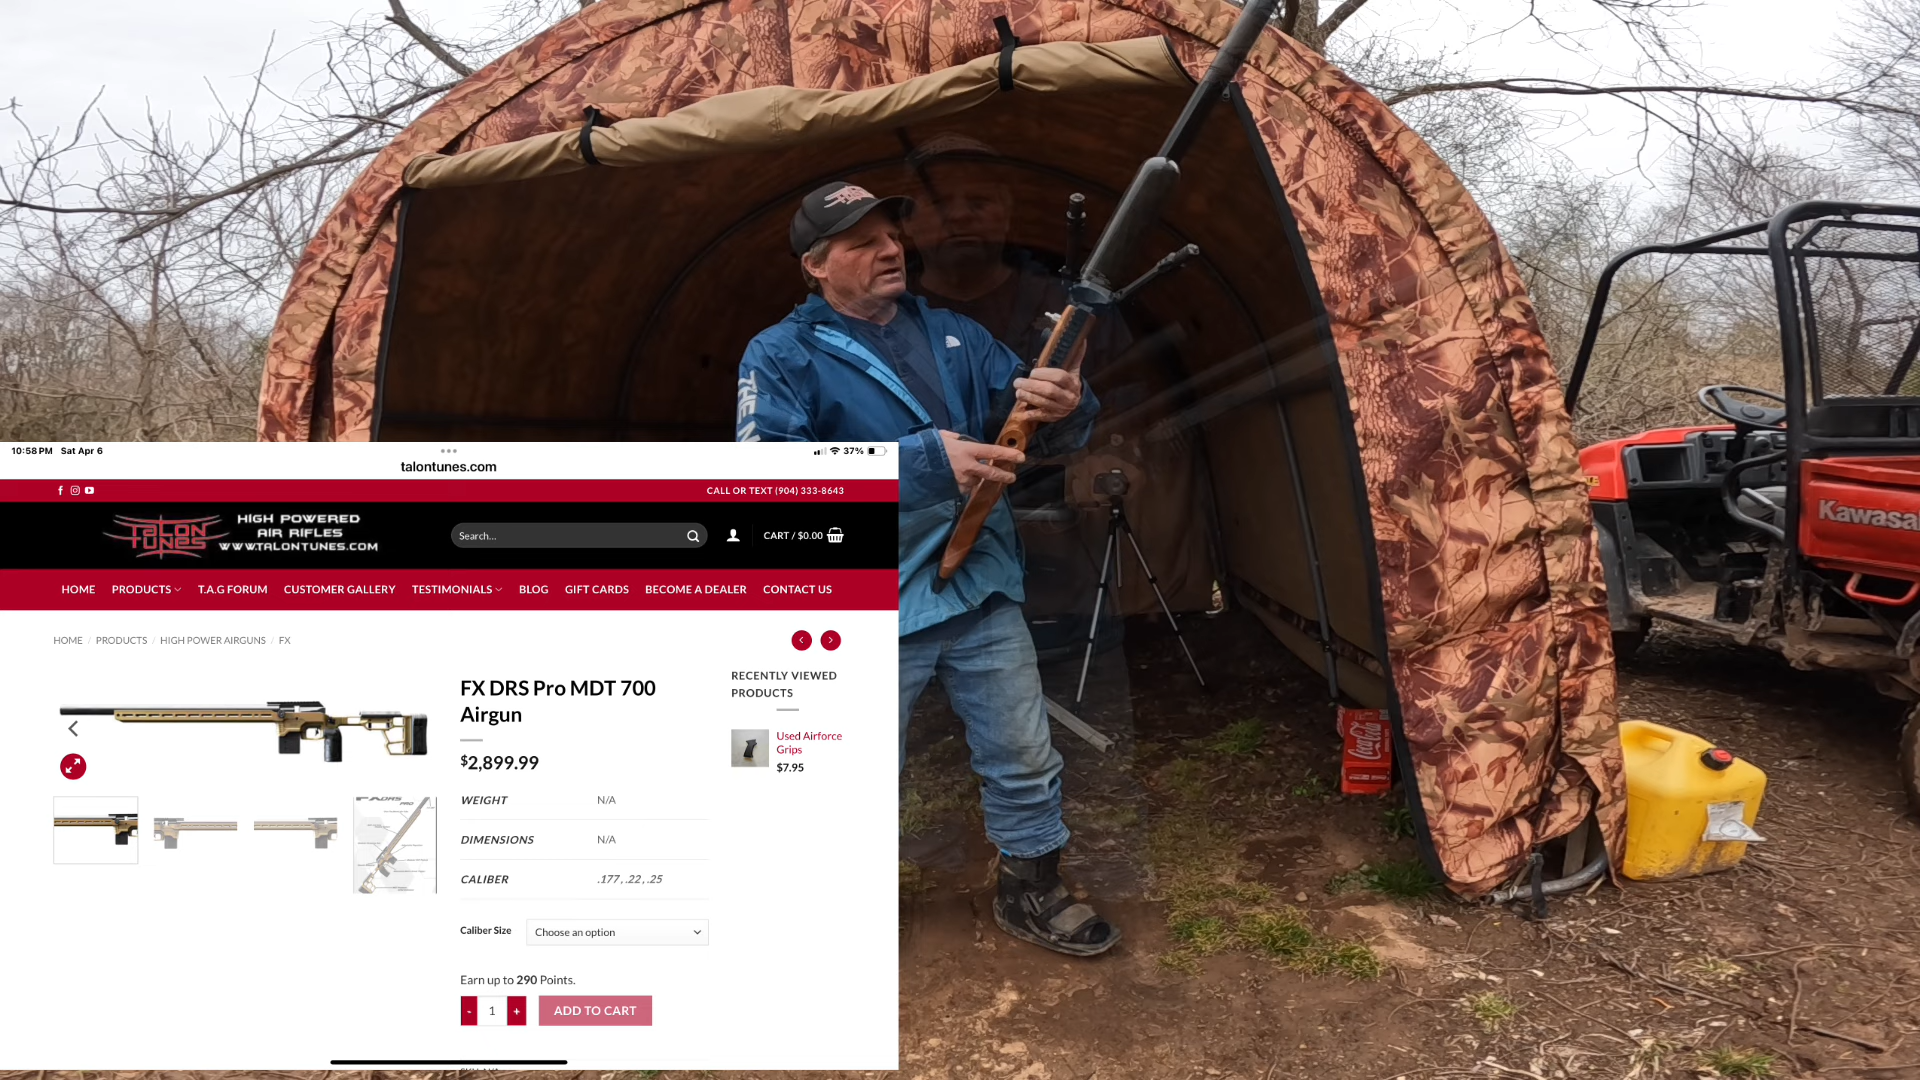 10:58 PM Sat Apr 6
37%
talontunes.com
CALL OR TEXT (904) 333-8643
TALON TUNES
HIGH POWERED
AIR RIFLES
WWW.TALONTUNES.COM
Search...
CART / $0.00
HOME PRODUCTS T.A.G FORUM CUSTOMER GALLERY TESTIMONIALS BLOG GIFT CARDS BECOME A DEALER CONTACT US
HOME / PRODUCTS / HIGH POWER AIRGUNS / FX
FX DRS Pro MDT 700
Airgun
$2,899.99
WEIGHT N/A
DIMENSIONS N/A
CALIBER .177, .22, .25
Caliber Size Choose an option
Earn up to 290 Points.
- 1 + ADD TO CART
RECENTLY VIEWED
PRODUCTS
Used Airforce
Grips
$7.95
PRO
THE N
Coca-Cola
Kawasa